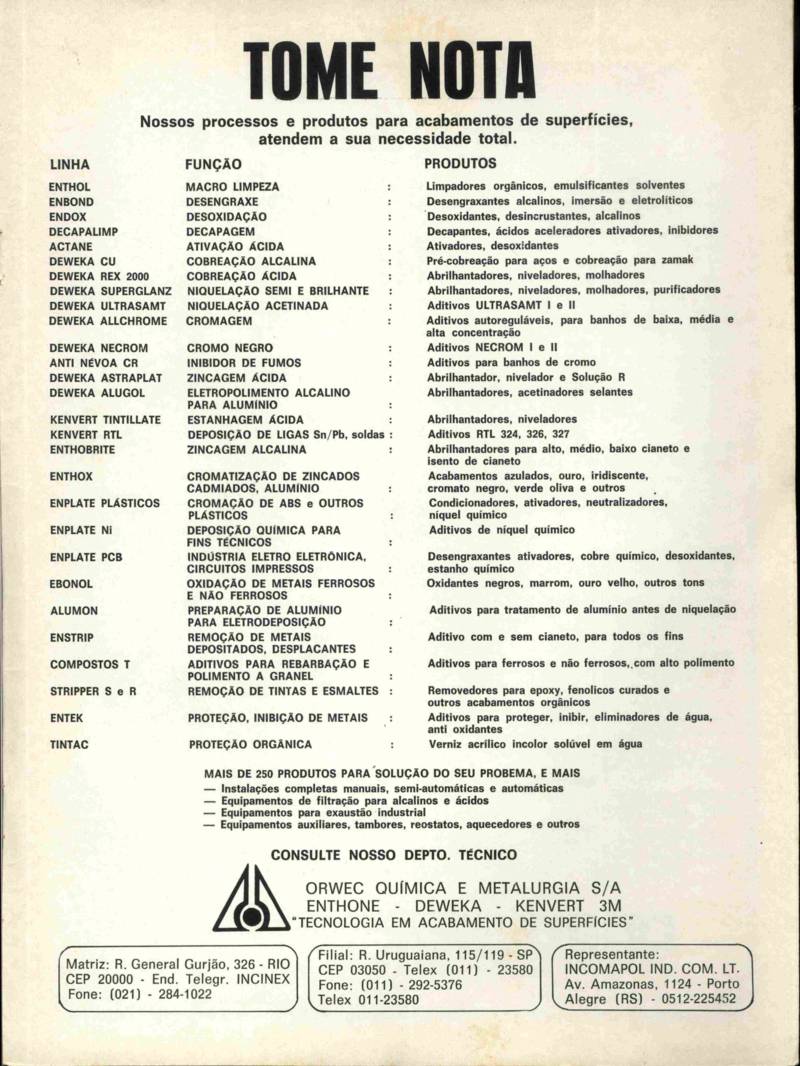 TOME NOTA
Nossos processos e produtos para acabamentos de superfícies,
atendem a sua necessidade total.
LINHA FUNÇÃO PRODUTOS
ENTHOL MACRO LIMPEZA : Limpadores orgânicos, emulsificantes solventes
ENBOND DESENGRAXE : Desengraxantes alcalinos, imersão e eletrolíticos
ENDOX DESOXIDAÇÃO : Desoxidantes, desincrustantes, alcalinos
DECAPALIMP DECAPAGEM : Decapantes, ácidos aceleradores ativadores, inibidores
ACTANE ATIVAÇÃO ÁCIDA : Ativadores, desoxidantes
DEWEKA CU COBREAÇÃO ALCALINA : Pré-cobreação para aços e cobreação para zamak
DEWEKA REX 2000 COBREAÇÃO ÁCIDA : Abrilhantadores, niveladores, molhadores
DEWEKA SUPERGLANZ NIQUELAÇÃO SEMI E BRILHANTE : Abrilhantadores, niveladores, molhadores, purificadores
DEWEKA ULTRASAMT NIQUELAÇÃO ACETINADA : Aditivos ULTRASAMT I e II
DEWEKA ALLCHROME CROMAGEM : Aditivos autoreguláveis, para banhos de baixa, média e
alta concentração
DEWEKA NECROM CROMO NEGRO : Aditivos NECROM I e II
ANTI NÉVOA CR INIBIDOR DE FUMOS : Aditivos para banhos de cromo
DEWEKA ASTRAPLAT ZINCAGEM ÁCIDA : Abrilhantador, nivelador e Solução R
DEWEKA ALUGOL ELETROPOLIMENTO ALCALINO Abrilhantadores, acetinadores selantes
PARA ALUMÍNIO :
KENVERT TINTILLATE ESTANHAGEM ÁCIDA : Abrilhantadores, niveladores
KENVERT RTL DEPOSIÇÃO DE LIGAS Sn/Pb, soldas : Aditivos RTL 324, 326, 327
ENTHOBRITE ZINCAGEM ALCALINA : Abrilhantadores para alto, médio, baixo cianeto e
isento de cianeto
ENTHOX CROMATIZAÇÃO DE ZINCADOS Acabamentos azulados, ouro, iridiscente,
CADMIADOS, ALUMÍNIO : cromato negro, verde oliva e outros
ENPLATE PLÁSTICOS CROMAÇÃO DE ABS e OUTROS Condicionadores, ativadores, neutralizadores,
PLÁSTICOS : níquel químico
ENPLATE Ni DEPOSIÇÃO QUÍMICA PARA Aditivos de níquel químico
FINS TÉCNICOS :
ENPLATE PCB INDÚSTRIA ELETRO ELETRÔNICA, Desengraxantes ativadores, cobre químico, desoxidantes,
CIRCUITOS IMPRESSOS : estanho químico
EBONOL OXIDAÇÃO DE METAIS FERROSOS Oxidantes negros, marrom, ouro velho, outros tons
E NÃO FERROSOS :
ALUMON PREPARAÇÃO DE ALUMÍNIO Aditivos para tratamento de alumínio antes de niquelação
PARA ELETRODEPOSIÇÃO :
ENSTRIP REMOÇÃO DE METAIS Aditivo com e sem cianeto, para todos os fins
DEPOSITADOS, DESPLACANTES :
COMPOSTOS T ADITIVOS PARA REBARBAÇÃO E Aditivos para ferrosos e não ferrosos, com alto polimento
POLIMENTO A GRANEL :
STRIPPER S e R REMOÇÃO DE TINTAS E ESMALTES : Removedores para epoxy, fenolicos curados e
outros acabamentos orgânicos
ENTEK PROTEÇÃO, INIBIÇÃO DE METAIS : Aditivos para proteger, inibir, eliminadores de água,
anti oxidantes
TINTAC PROTEÇÃO ORGÂNICA : Verniz acrílico incolor solúvel em água
MAIS DE 250 PRODUTOS PARA SOLUÇÃO DO SEU PROBEMA, E MAIS
— Instalações completas manuais, semi-automáticas e automáticas
— Equipamentos de filtração para alcalinos e ácidos
— Equipamentos para exaustão industrial
— Equipamentos auxiliares, tambores, reostatos, aquecedores e outros
CONSULTE NOSSO DEPTO. TÉCNICO
ORWEC QUÍMICA E METALURGIA S/A
ENTHONE - DEWEKA - KENVERT 3M
"TECNOLOGIA EM ACABAMENTO DE SUPERFÍCIES"
Matriz: R. General Gurjão, 326 - RIO
CEP 20000 - End. Telegr. INCINEX
Fone: (021) - 284-1022
Filial: R. Uruguaiana, 115/119 - SP
CEP 03050 - Telex (011) - 23580
Fone: (011) - 292-5376
Telex 011-23580
Representante:
INCOMAPOL IND. COM. LT.
Av. Amazonas, 1124 - Porto
Alegre (RS) - 0512-225452